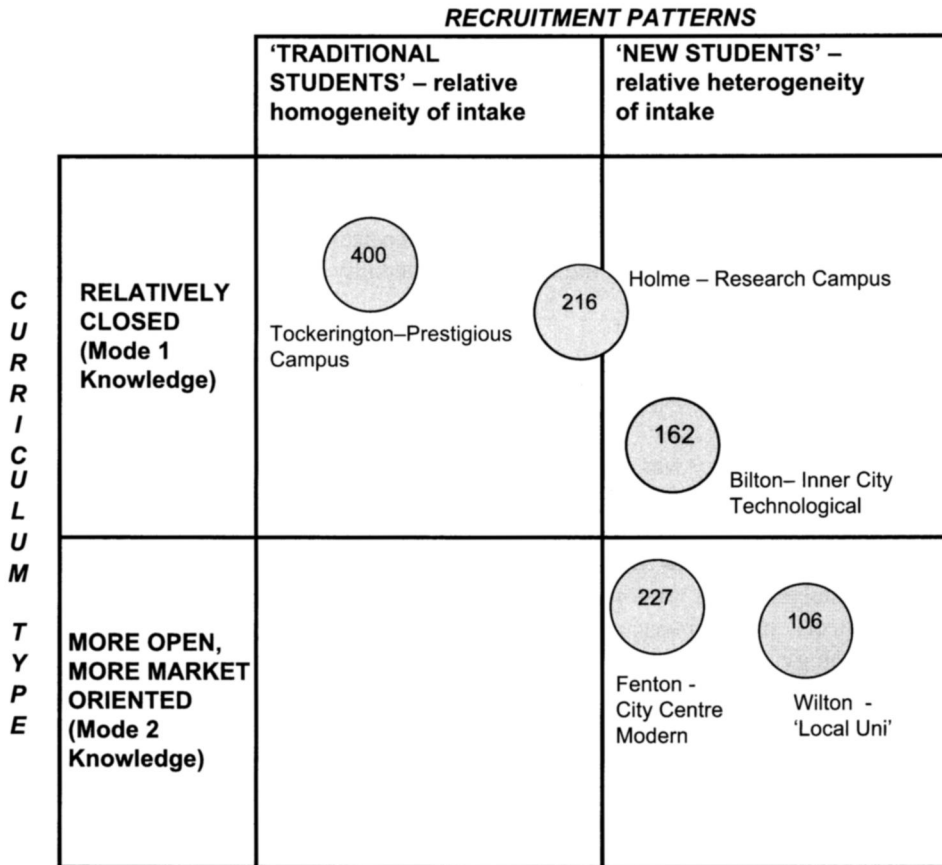 RECRUITMENT PATTERNS
‘TRADITIONAL
STUDENTS’ – relative
homogeneity of intake
‘NEW STUDENTS’ –
relative heterogeneity
of intake
CURRICULUM TYPE
RELATIVELY
CLOSED
(Mode 1
Knowledge)
400
Tockerington–Prestigious
Campus
216
Holme – Research Campus
162
Bilton– Inner City
Technological
MORE OPEN,
MORE MARKET
ORIENTED
(Mode 2
Knowledge)
227
Fenton -
City Centre
Modern
106
Wilton -
‘Local Uni’